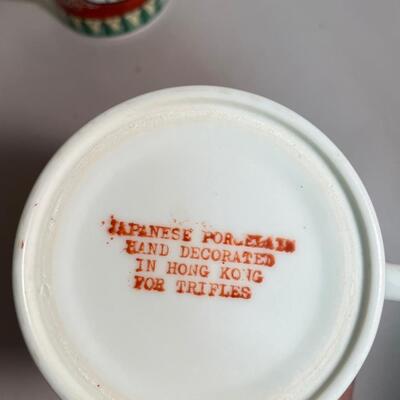 JAPANESE PORCELAIN
HAND DECORATED
IN HONG KONG
FOR TRIFLES